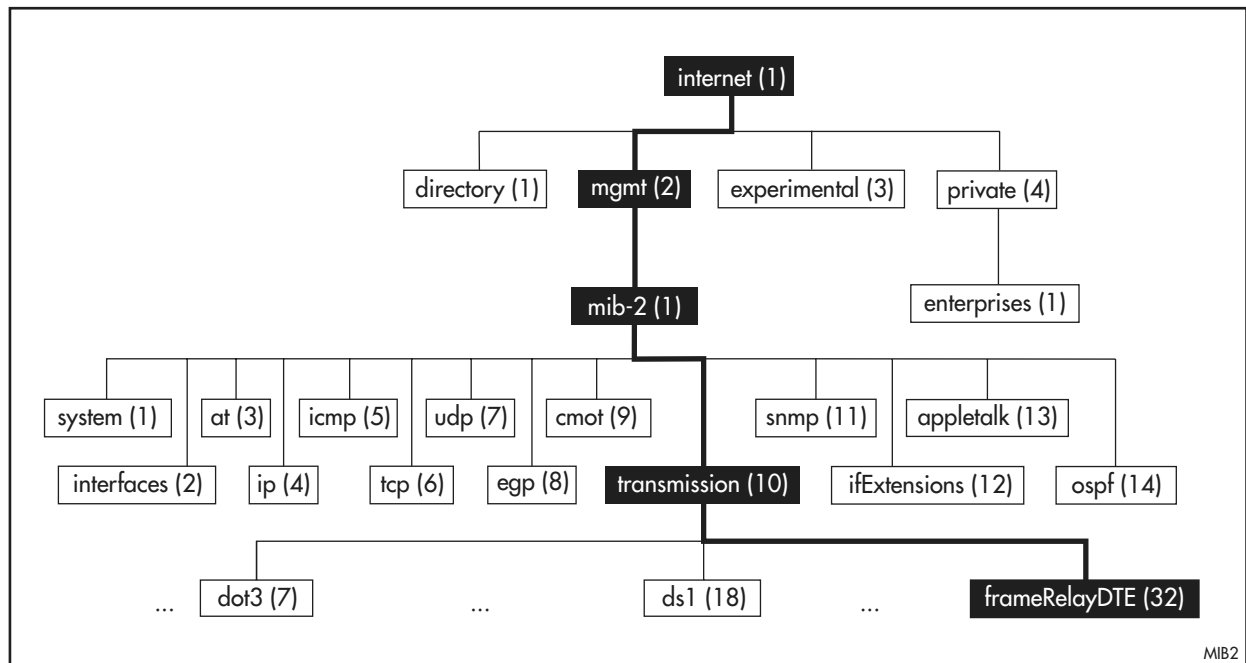 internet (1)
directory (1) mgmt (2) experimental (3) private (4)
mib-2 (1) enterprises (1)
system (1) at (3) icmp (5) udp (7) cmot (9) snmp (11) appletalk (13)
interfaces (2) ip (4) tcp (6) egp (8) transmission (10) ifExtensions (12) ospf (14)
... dot3 (7) ... ds1 (18) ... frameRelayDTE (32)
MIB2